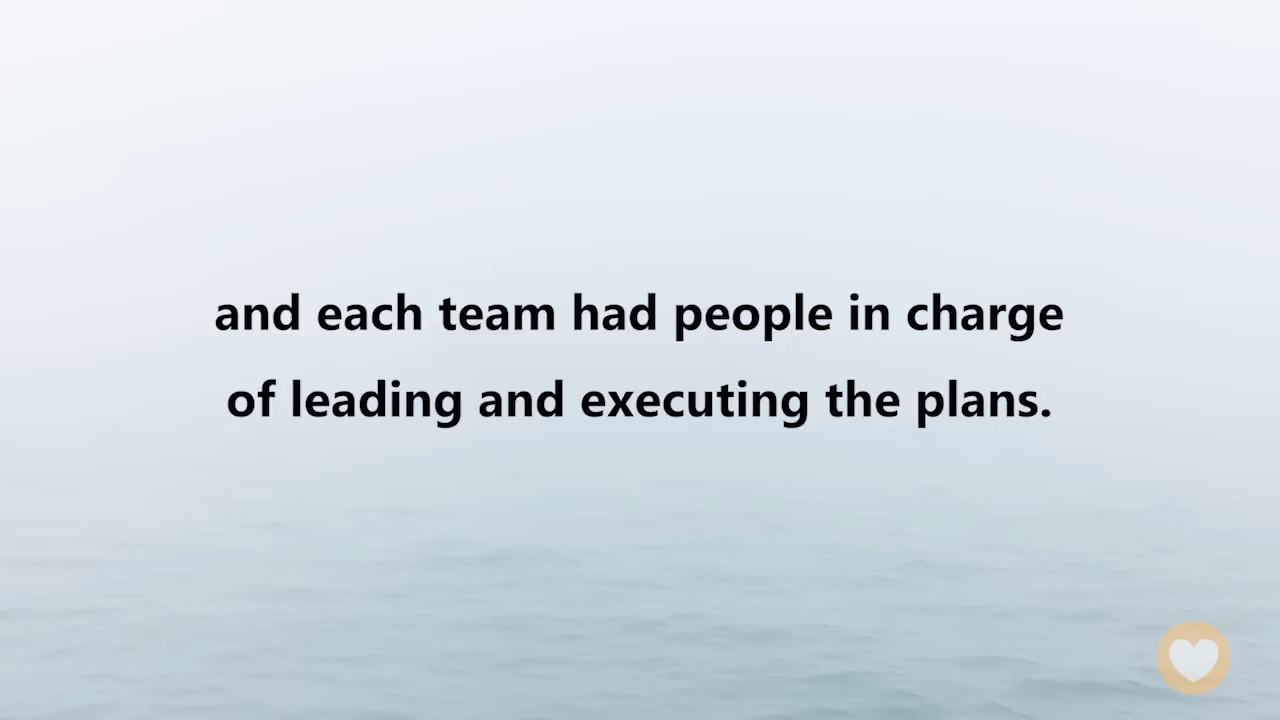 and each team had people in charge
of leading and executing the plans.